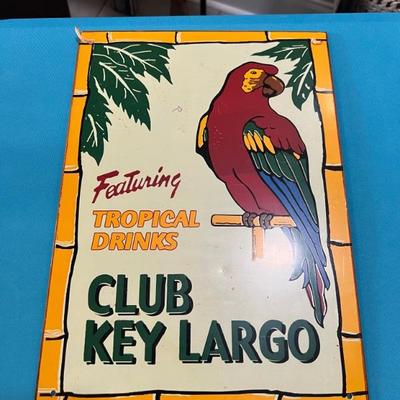 Featuring
TROPICAL
DRINKS
CLUB
KEY LARGO